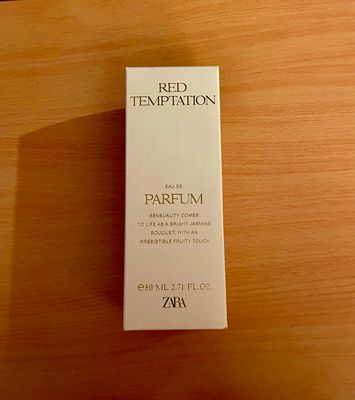 RED
TEMPTATION
EAU DE
PARFUM
SENSUALITY COMES
TO LIFE AS A BRIGHT JASMINE
BOUQUET, WITH AN
IRRESISTIBLE FRUITY TOUCH
℮80 ML 2.71 FL.OZ.
ZARA